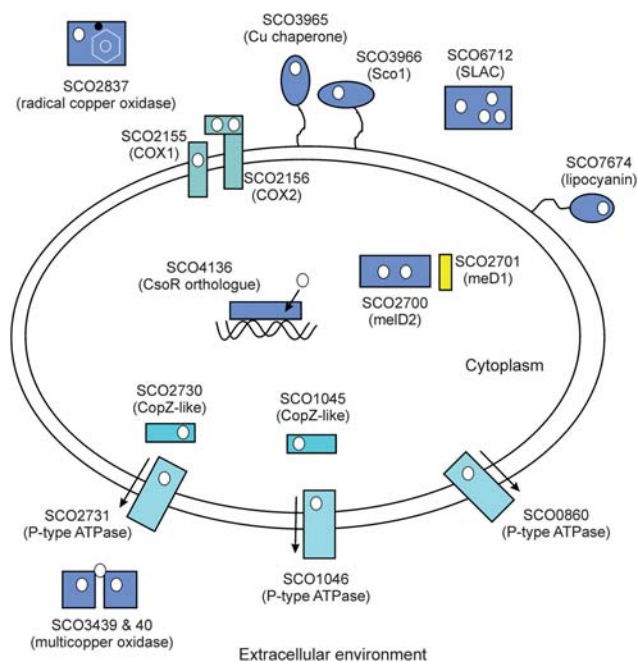 SCO3965
(Cu chaperone)
SCO3966
(Sco1)
SCO6712
(SLAC)
SCO2837
(radical copper oxidase)
SCO2155
(COX1)
SCO2156
(COX2)
SCO7674
(lipocyanin)
SCO4136
(CsoR orthologue)
SCO2701
(meD1)
SCO2700
(melD2)
Cytoplasm
SCO2730
(CopZ-like)
SCO1045
(CopZ-like)
SCO2731
(P-type ATPase)
SCO0860
(P-type ATPase)
SCO1046
(P-type ATPase)
SCO3439 & 40
(multicopper oxidase)
Extracellular environment